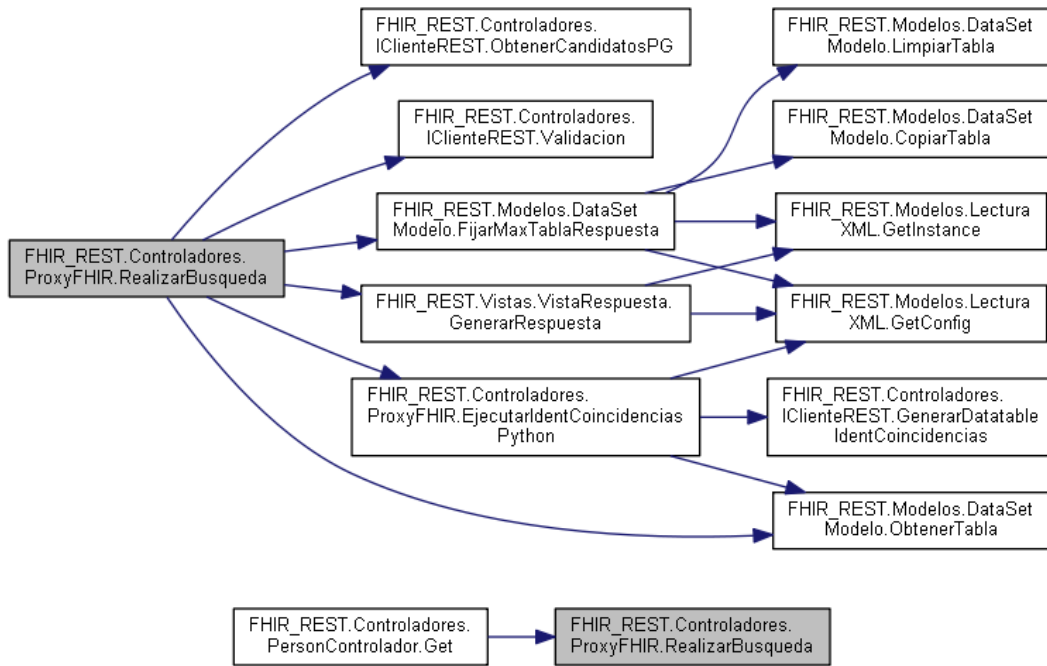 FHIR_REST.Controladores.
IClienteREST.ObtenerCandidatosPG
FHIR_REST.Modelos.DataSet
Modelo.LimpiarTabla
FHIR_REST.Controladores.
IClienteREST.Validacion
FHIR_REST.Modelos.DataSet
Modelo.CopiarTabla
FHIR_REST.Modelos.DataSet
Modelo.FijarMaxTablaRespuesta
FHIR_REST.Modelos.Lectura
XML.GetInstance
FHIR_REST.Controladores.
ProxyFHIR.RealizarBusqueda
FHIR_REST.Vistas.VistaRespuesta.
GenerarRespuesta
FHIR_REST.Modelos.Lectura
XML.GetConfig
FHIR_REST.Controladores.
ProxyFHIR.EjecutarIdentCoincidencias
Python
FHIR_REST.Controladores.
IClienteREST.GenerarDatatable
IdentCoincidencias
FHIR_REST.Modelos.DataSet
Modelo.ObtenerTabla
FHIR_REST.Controladores.
PersonControlador.Get
FHIR_REST.Controladores.
ProxyFHIR.RealizarBusqueda